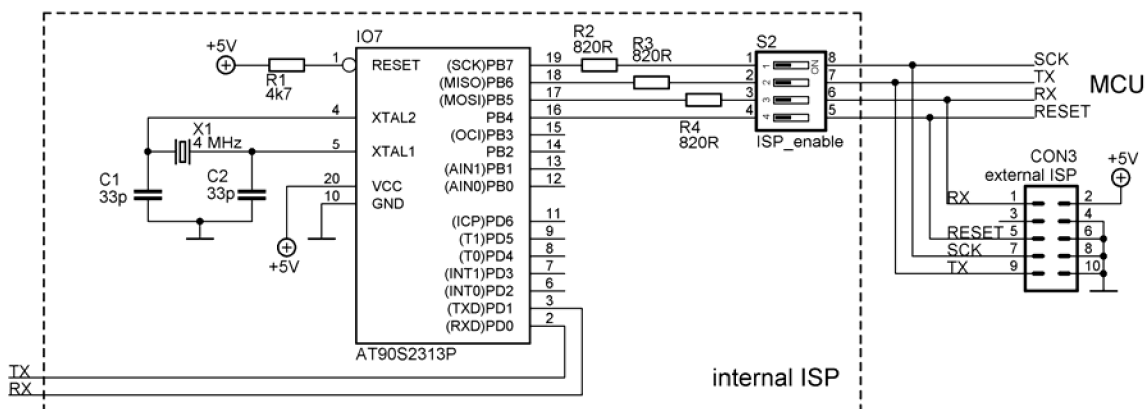 +5V
R1
4k7
IO7
1
RESET
4
XTAL2
5
XTAL1
20
VCC
10
GND
X1
4 MHz
C1
33p
C2
33p
+5V
(SCK)PB7
19
(MISO)PB6
18
(MOSI)PB5
17
PB4
16
(OCI)PB3
15
PB2
14
(AIN1)PB1
13
(AIN0)PB0
12
(ICP)PD6
11
(T1)PD5
9
(T0)PD4
8
(INT1)PD3
7
(INT0)PD2
6
(TXD)PD1
3
(RXD)PD0
2
AT90S2313P
R2
820R
R3
820R
R4
820R
S2
1
2
3
4
1
2
3
4
ON
8
7
6
5
ISP_enable
SCK
TX
RX
RESET
MCU
CON3
external ISP
+5V
RX
1
2
3
4
RESET
5
6
SCK
7
8
TX
9
10
TX
RX
internal ISP